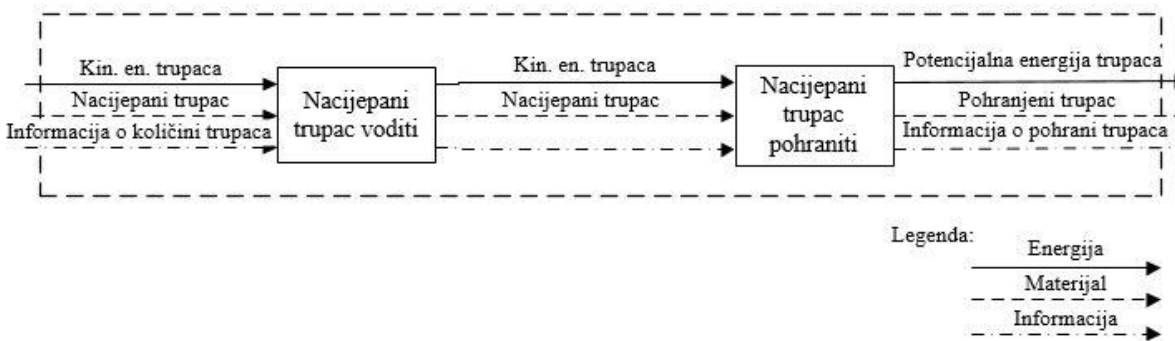 Kin. en. trupaca
Nacijepani trupac
Informacija o količini trupaca
Nacijepani
trupac voditi
Kin. en. trupaca
Nacijepani trupac
Nacijepani
trupac
pohraniti
Potencijalna energija trupaca
Pohranjeni trupac
Informacija o pohrani trupaca
Legenda:
Energija
Materijal
Informacija